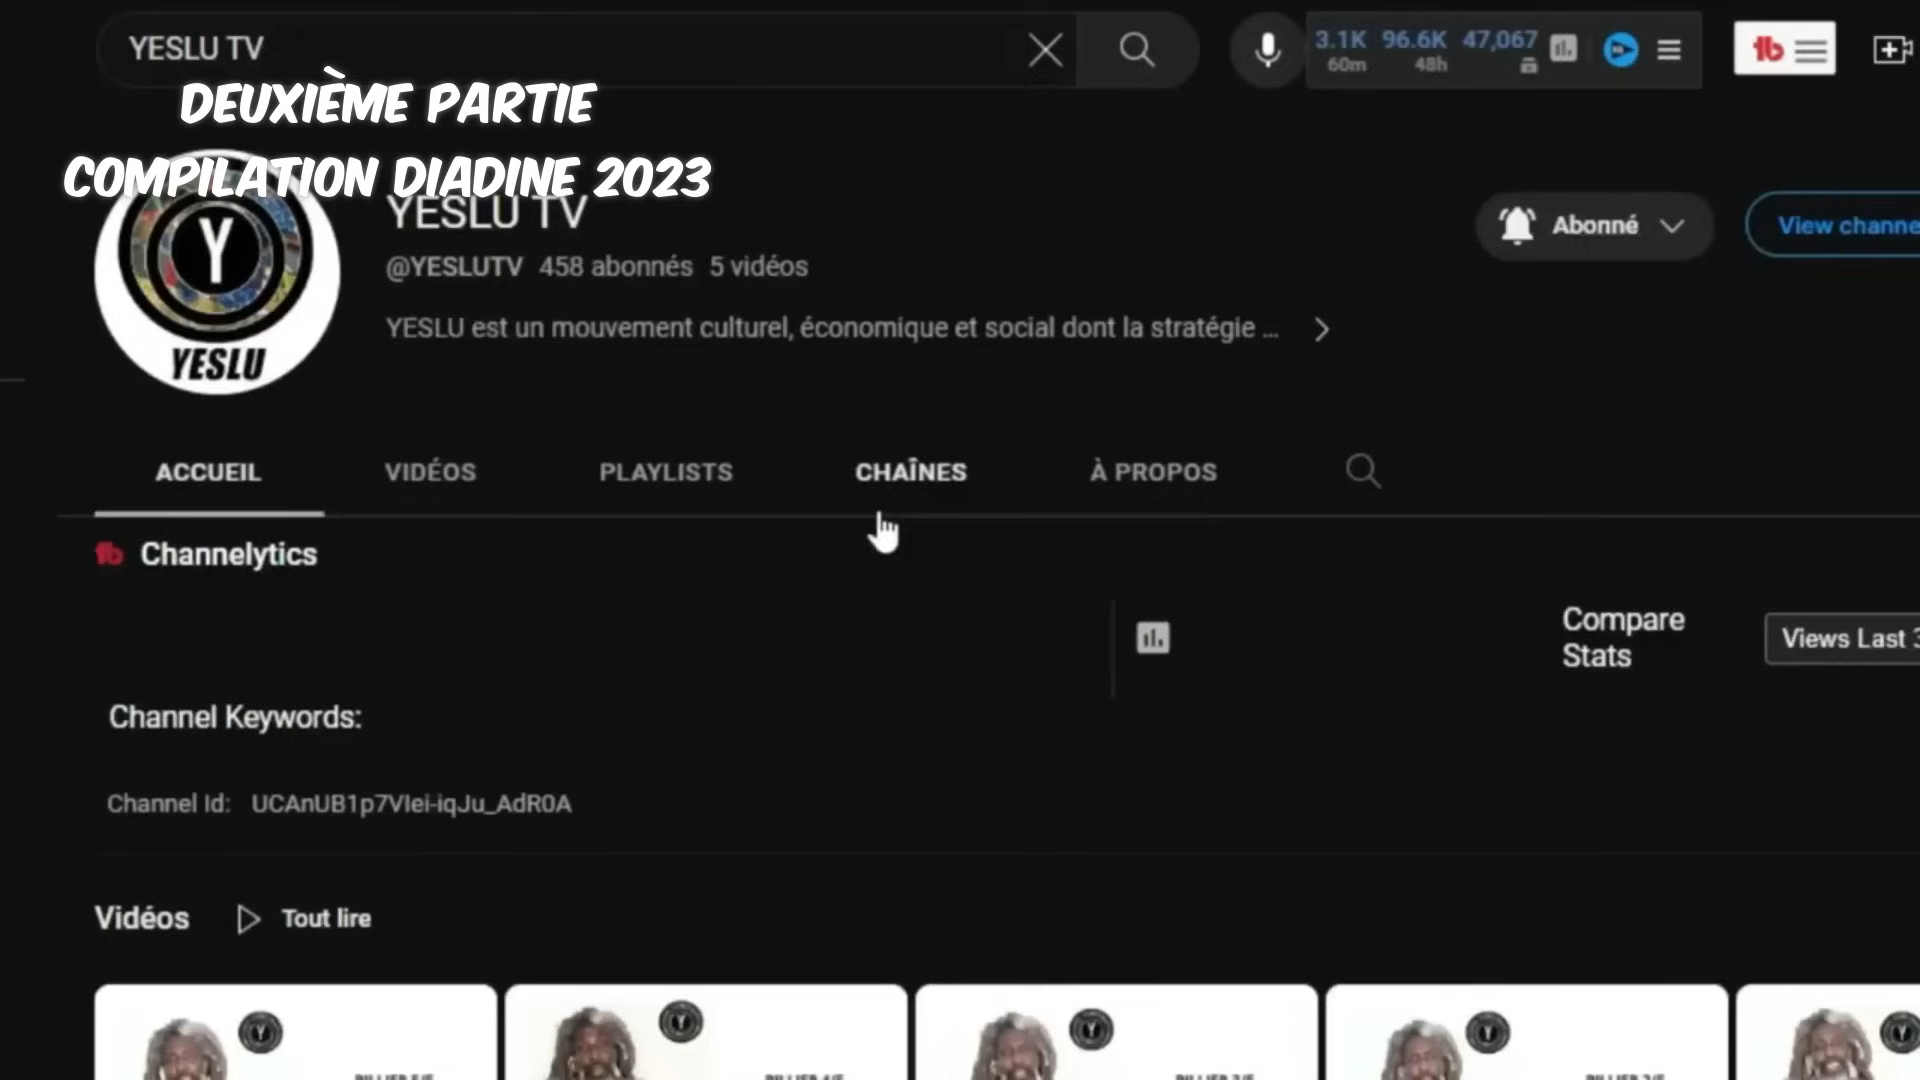 YESLU TV
3.1K 96.6K 47,067
60m 48h
DEUXIÈME PARTIE
COMPILATION DIADINE 2023
YESLU TV
Y
YESLU
@YESLUTV 458 abonnés 5 vidéos
Abonné
View channe
YESLU est un mouvement culturel, économique et social dont la stratégie ...
ACCUEIL VIDÉOS PLAYLISTS CHAÎNES À PROPOS
Channelytics
Compare
Stats
Views Last 3
Channel Keywords:
Channel Id: UCAnUB1p7VIei-iqJu_AdR0A
Vidéos Tout lire